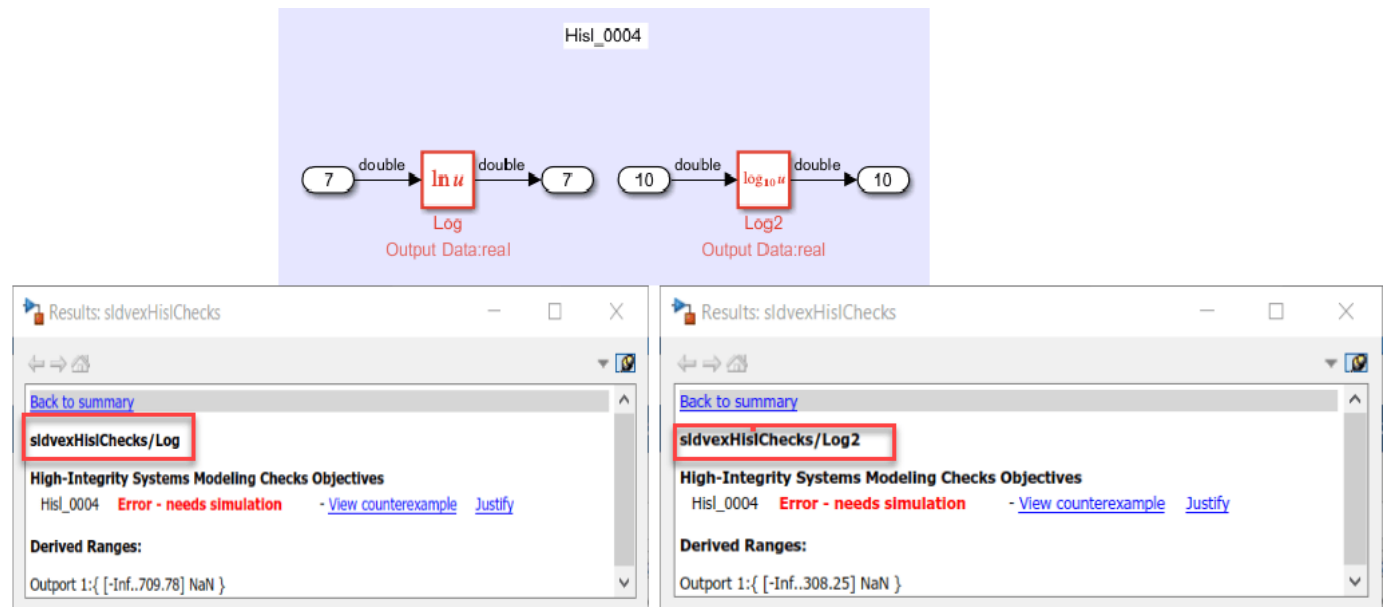 Hisl_0004
7 double ln u double 7 10 double log10 u double 10
Log Log2
Output Data:real Output Data:real
Results: sldvexHislChecks
Back to summary
sldvexHislChecks/Log
High-Integrity Systems Modeling Checks Objectives
Hisl_0004 Error - needs simulation - View counterexample Justify
Derived Ranges:
Outport 1:{ [-Inf..709.78] NaN }
Results: sldvexHislChecks
Back to summary
sldvexHislChecks/Log2
High-Integrity Systems Modeling Checks Objectives
Hisl_0004 Error - needs simulation - View counterexample Justify
Derived Ranges:
Outport 1:{ [-Inf..308.25] NaN }